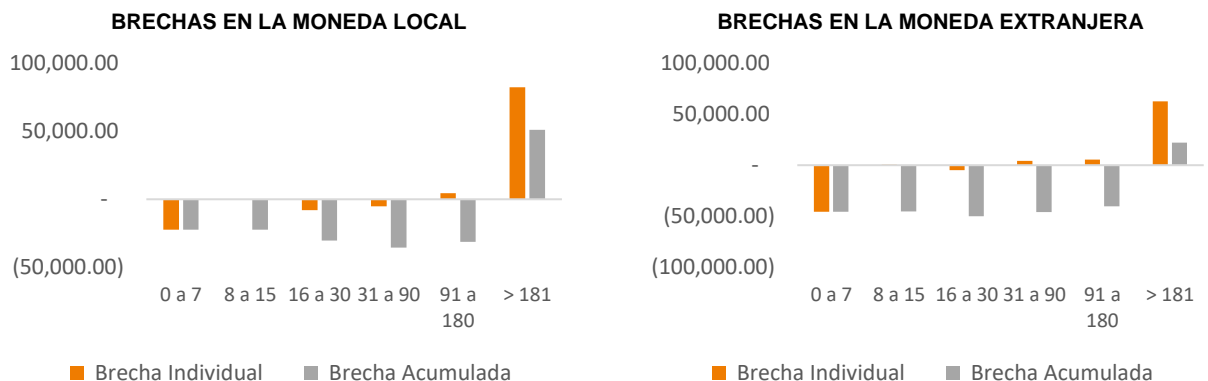 BRECHAS EN LA MONEDA LOCAL
100,000.00
50,000.00
-
(50,000.00)
0 a 7 8 a 15 16 a 30 31 a 90 91 a > 181
180
Brecha Individual Brecha Acumulada
BRECHAS EN LA MONEDA EXTRANJERA
100,000.00
50,000.00
-
(50,000.00)
(100,000.00)
0 a 7 8 a 15 16 a 30 31 a 90 91 a > 181
180
Brecha Individual Brecha Acumulada